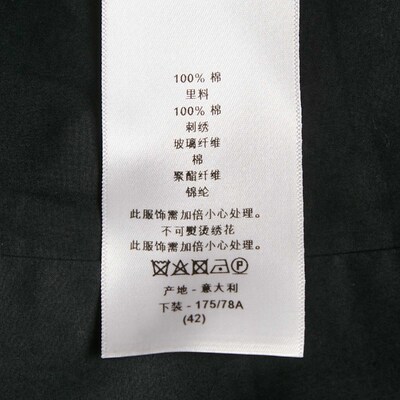 100% 棉
里料
100% 棉
刺绣
玻璃纤维
棉
聚酯纤维
锦纶
此服饰需加倍小心处理。
不可熨烫绣花
此服饰需加倍小心处理。
P
产地 - 意大利
下装 - 175/78A
(42)